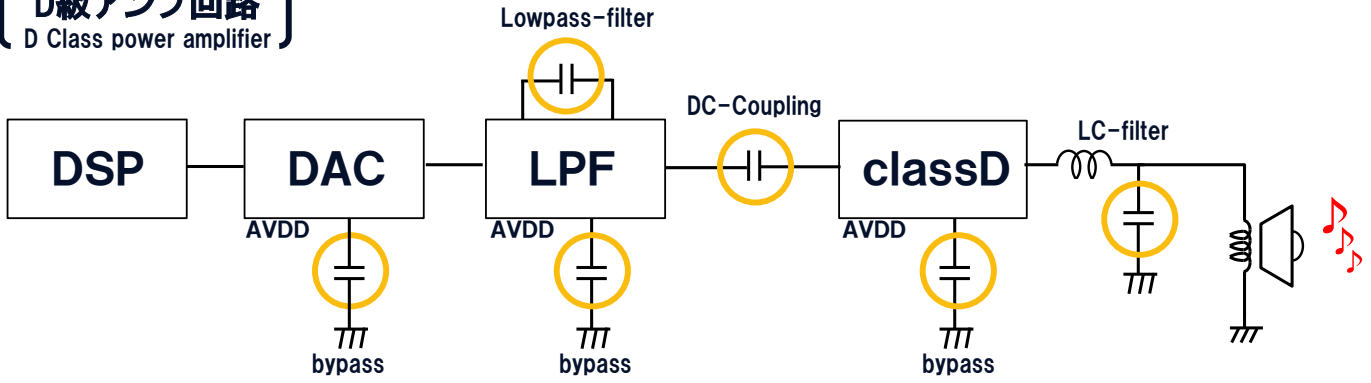 D級アンプ回路
D Class power amplifier
Lowpass-filter
DC-Coupling
LC-filter
DSP
DAC
LPF
classD
AVDD
AVDD
AVDD
bypass
bypass
bypass